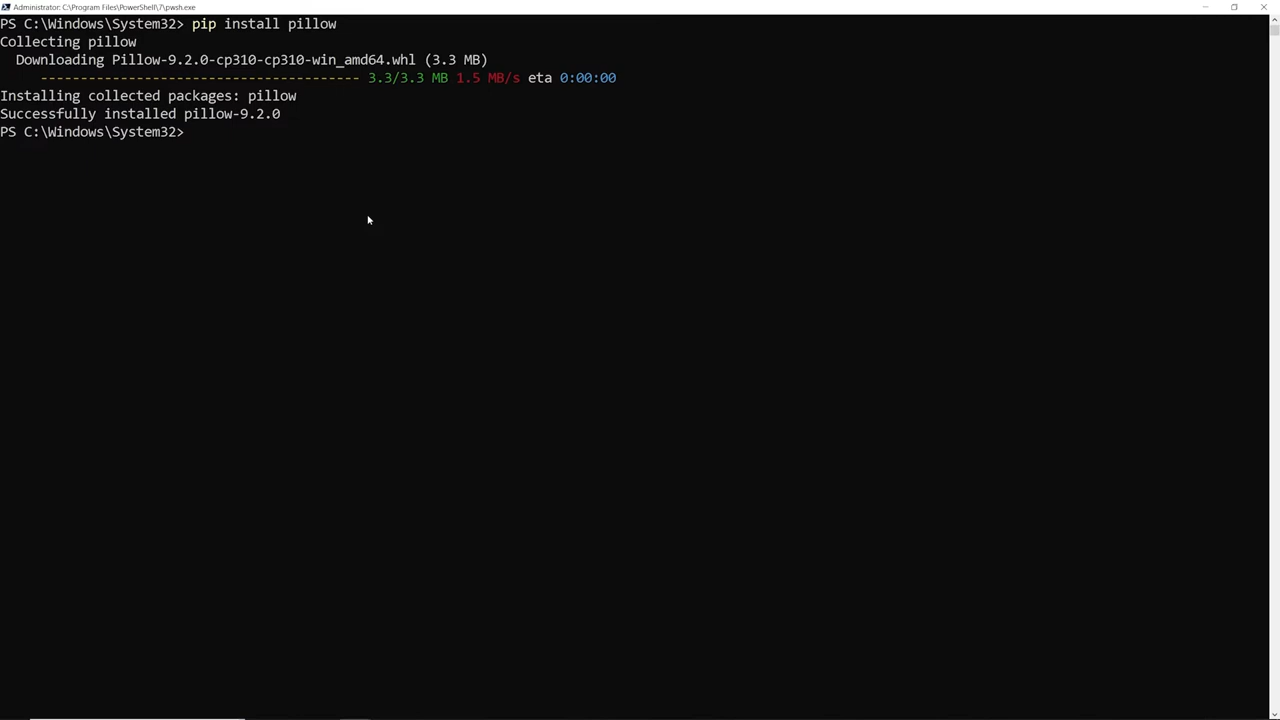 Administrator: C:\Program Files\PowerShell\7\pwsh.exe
PS C:\Windows\System32> pip install pillow
Collecting pillow
  Downloading Pillow-9.2.0-cp310-cp310-win_amd64.whl (3.3 MB)
     ---------------------------------------- 3.3/3.3 MB 1.5 MB/s eta 0:00:00
Installing collected packages: pillow
Successfully installed pillow-9.2.0
PS C:\Windows\System32>